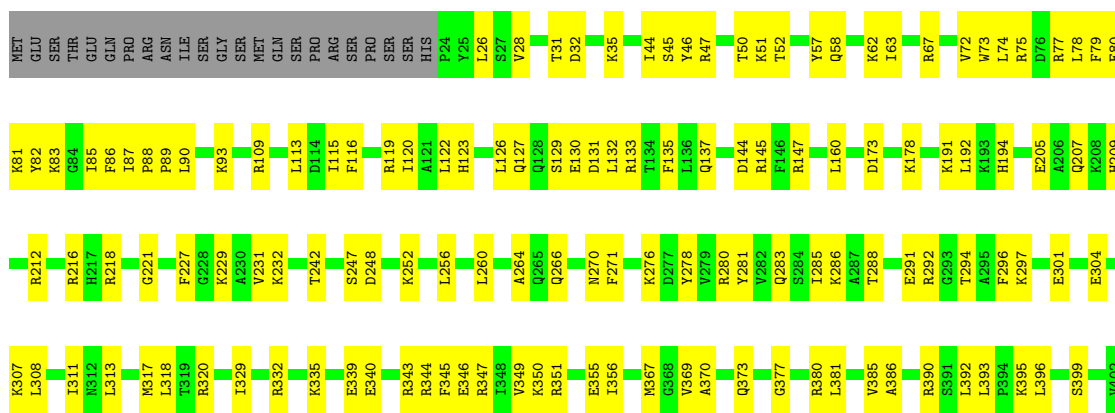 MET GLU SER THR GLU GLN PRO ARG ASN ILE SER GLY SER MET GLN SER PRO ARG SER PRO SER SER HIS P24 Y25 L26 S27 V28 T31 D32 K35 I44 S45 Y46 R47 T50 K51 T52 Y57 Q58 K62 I63 R67 V72 W73 L74 R75 D76 R77 L78 F79
K81 Y82 K83 G84 I85 F86 I87 P88 P89 L90 K93 R109 L113 D114 I115 F116 R119 I120 A121 L122 H123 L126 Q127 Q128 S129 E130 D131 L132 R133 T134 F135 L136 Q137 D144 R145 F146 R147 L160 D173 K178 K191 L192 K193 H194 E205 A206 Q207 K208
R212 R216 H217 R218 G221 F227 G228 K229 A230 V231 K232 T242 S247 D248 K252 L256 L260 A264 Q265 Q266 N270 F271 K276 D277 Y278 V279 R280 Y281 V282 Q283 S284 I285 K286 A287 T288 E291 R292 G293 T294 A295 F296 K297 E301 E304
K307 L308 I311 N312 L313 M317 L318 T319 R320 I329 R332 K335 E339 E340 R343 R344 F345 E346 R347 I348 V349 K350 R351 E355 I356 M367 G368 V369 A370 Q373 G377 R380 L381 V385 A386 R390 S391 L392 L393 P394 K395 L396 S399